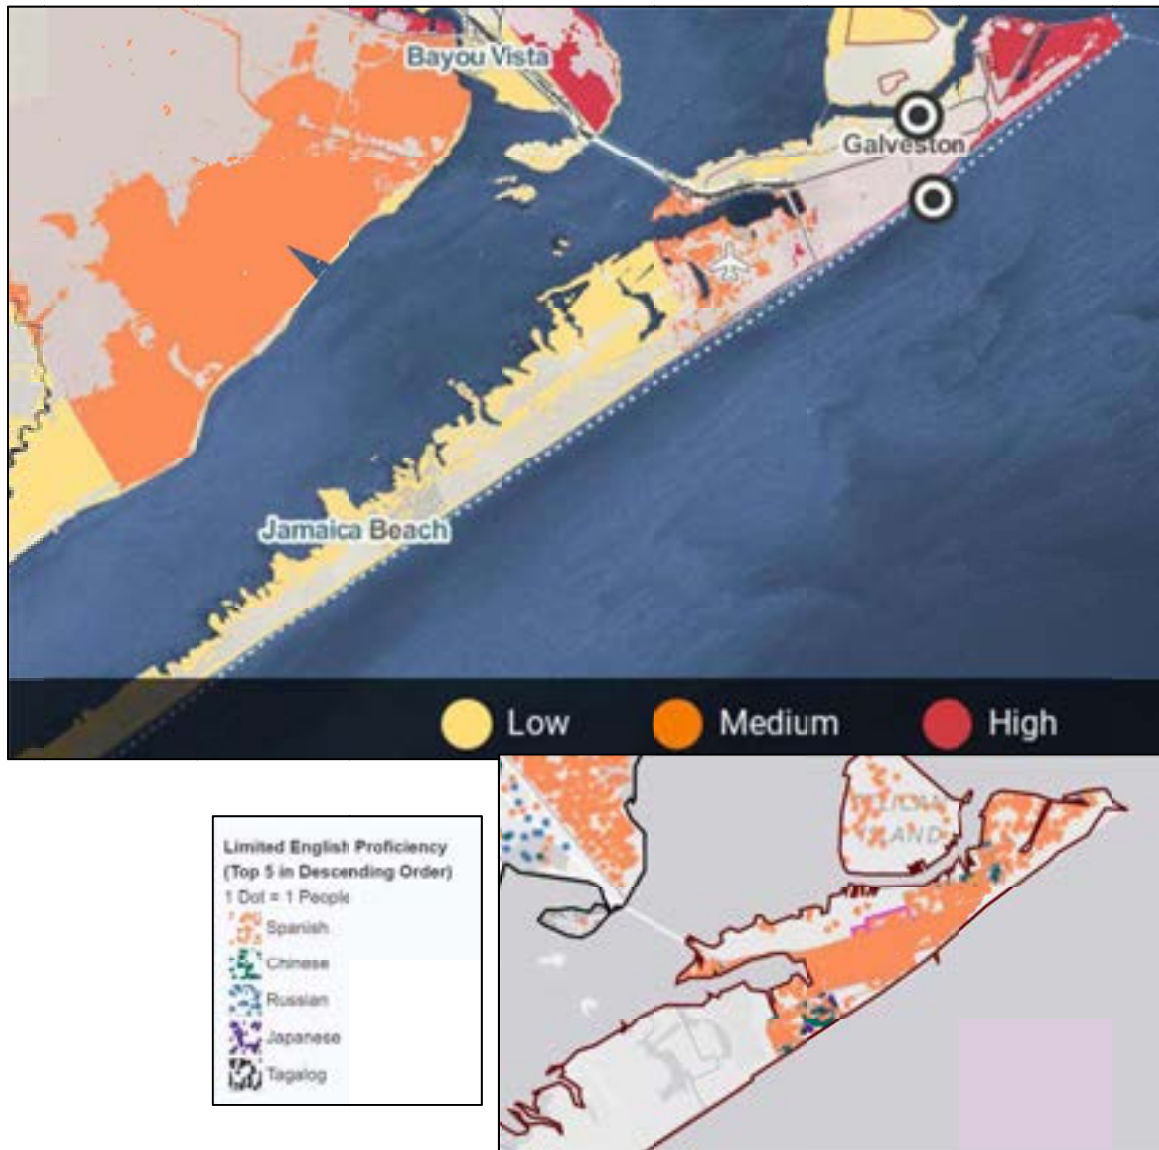 Bayou Vista
Galveston
Jamaica Beach
Low
Medium
High
Limited English Proficiency
(Top 5 in Descending Order)
1 Dot = 1 People
Spanish
Chinese
Russian
Japanese
Tagalog
ISLAND